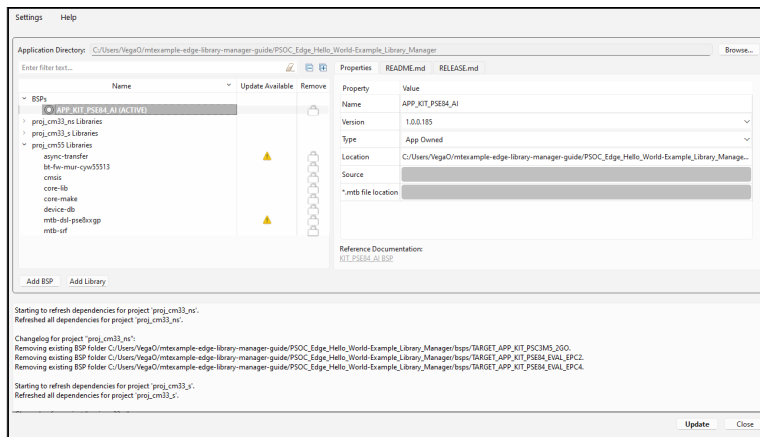 Settings Help
Application Directory: C:/Users/VegaO/mtexample-edge-library-manager-guide/PSOC_Edge_Hello_World-Example_Library_Manager
Browse...
Enter filter text...
Name Update Available Remove
BSPs
APP_KIT_PSE84_AI (ACTIVE)
proj_cm33_ns Libraries
proj_cm33_s Libraries
proj_cm55 Libraries
async-transfer
bt-fw-mur-cyw55513
cmsis
core-lib
core-make
device-db
mtb-dsl-pse8xxgp
mtb-srf
Add BSP Add Library
Properties README.md RELEASE.md
Property Value
Name APP_KIT_PSE84_AI
Version 1.0.0.185
Type App Owned
Location C:/Users/VegaO/mtexample-edge-library-manager-guide/PSOC_Edge_Hello_World-Example_Library_Manage...
Source
*.mtb file location
Reference Documentation:
KIT_PSE84_AI BSP
Starting to refresh dependencies for project 'proj_cm33_ns'.
Refreshed all dependencies for project 'proj_cm33_ns'.
Changelog for project "proj_cm33_ns":
Removing existing BSP folder C:/Users/VegaO/mtexample-edge-library-manager-guide/PSOC_Edge_Hello_World-Example_Library_Manager/bsps/TARGET_APP_KIT_PSC3M5_2GO.
Removing existing BSP folder C:/Users/VegaO/mtexample-edge-library-manager-guide/PSOC_Edge_Hello_World-Example_Library_Manager/bsps/TARGET_APP_KIT_PSE84_EVAL_EPC2.
Removing existing BSP folder C:/Users/VegaO/mtexample-edge-library-manager-guide/PSOC_Edge_Hello_World-Example_Library_Manager/bsps/TARGET_APP_KIT_PSE84_EVAL_EPC4.
Starting to refresh dependencies for project 'proj_cm33_s'.
Refreshed all dependencies for project 'proj_cm33_s'.
Update Close